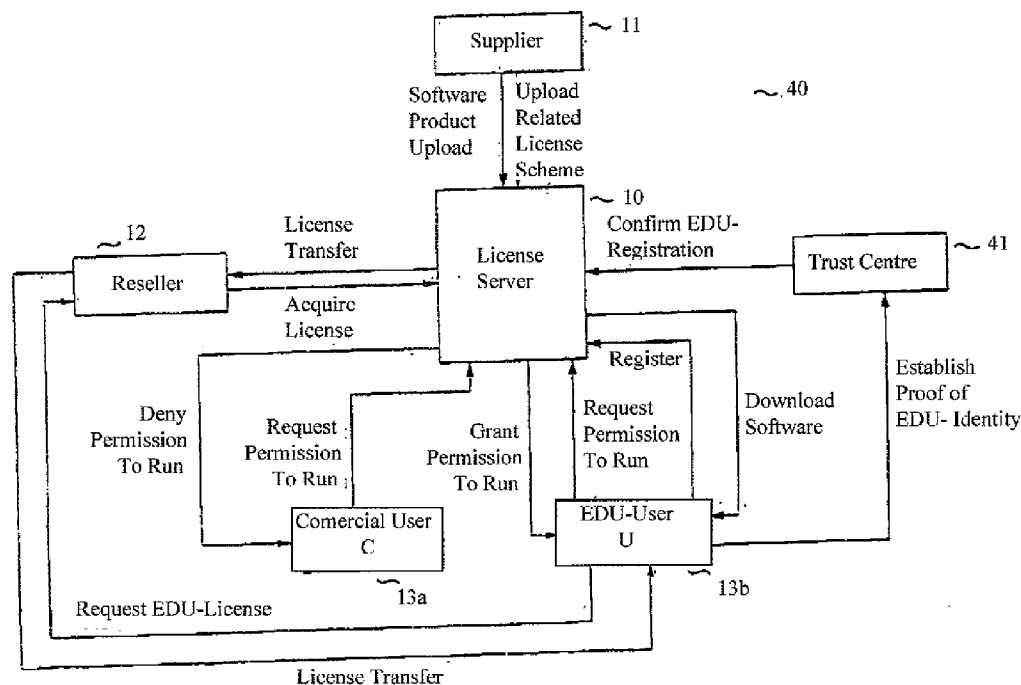 11
Supplier
40
Software
Product
Upload
Upload
Related
License
Scheme
10
12
License
Transfer
Confirm EDU-
Registration
41
Reseller
License
Server
Trust Centre
Acquire
License
Register
Deny
Permission
To Run
Request
Permission
To Run
Grant
Permission
To Run
Request
Permission
To Run
Download
Software
Establish
Proof of
EDU- Identity
Comercial User
C
EDU-User
U
13a
13b
Request EDU-License
License Transfer